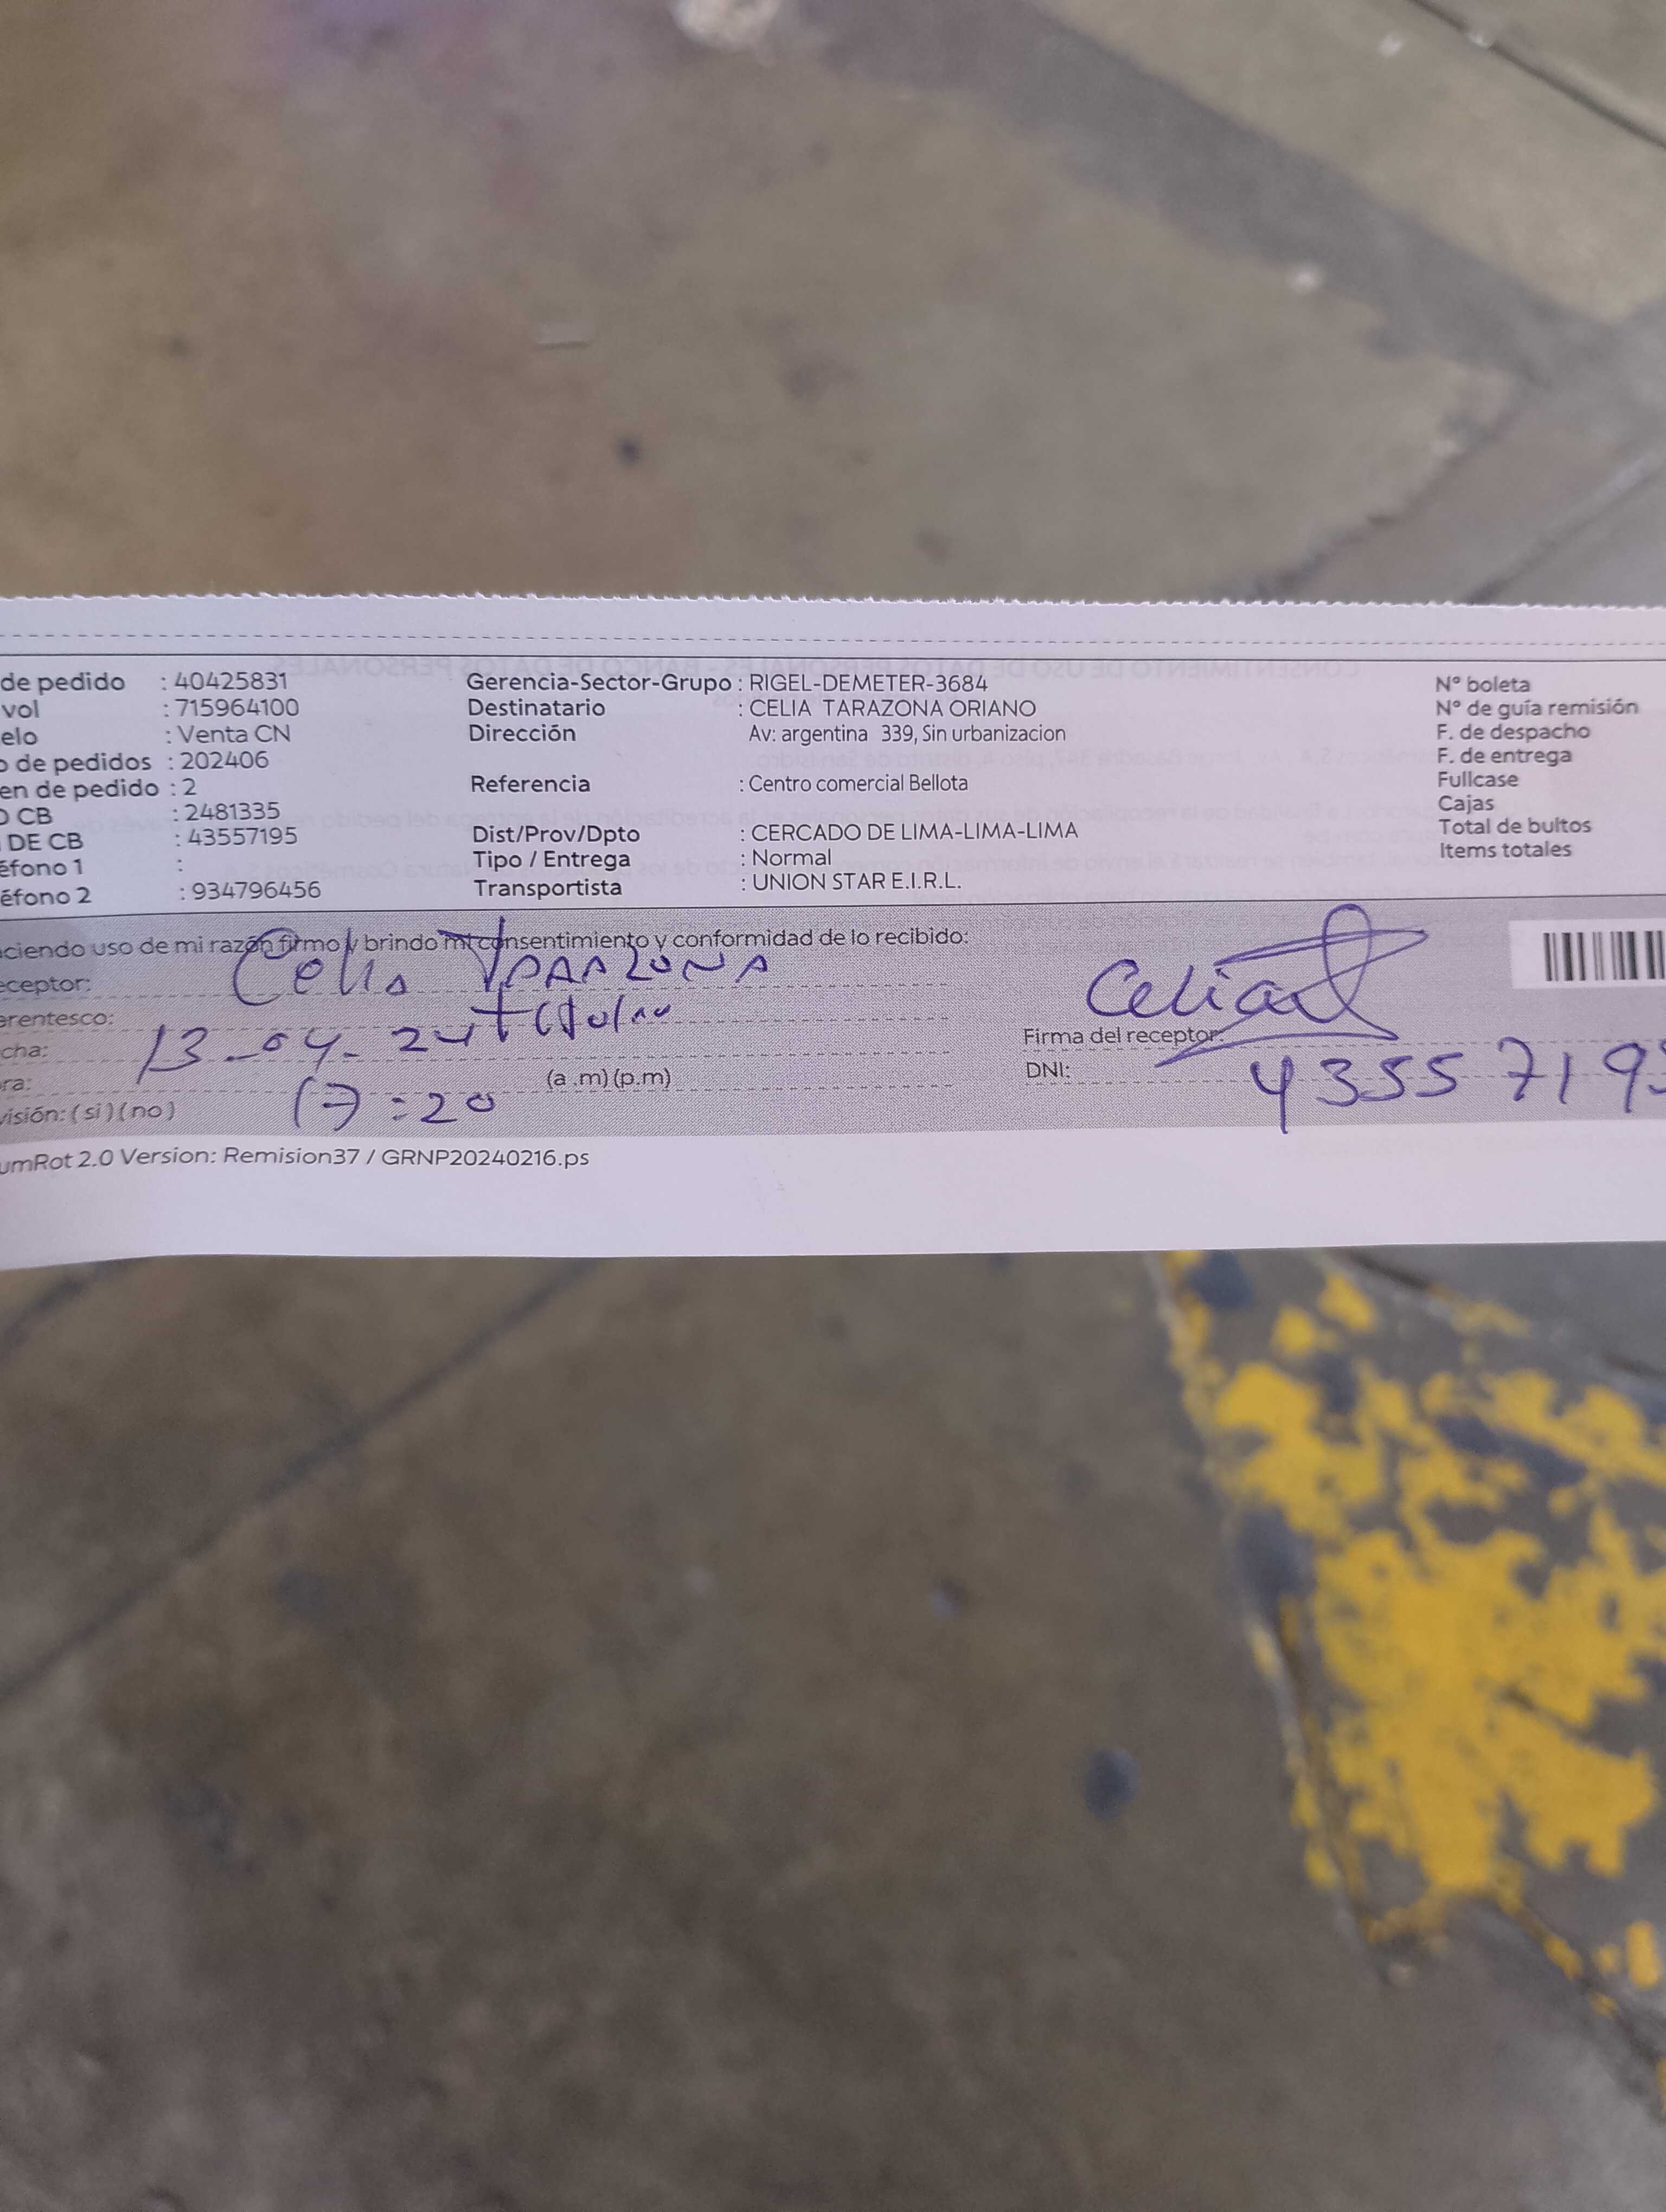 de pedido : 40425831 Gerencia-Sector-Grupo : RIGEL-DEMETER-3684 N° boleta
vol : 715964100 Destinatario : CELIA TARAZONA ORIANO N° de guía remisión
elo : Venta CN Dirección Av: argentina 339, Sin urbanizacion F. de despacho
o de pedidos : 202406 F. de entrega
en de pedido : 2 Referencia : Centro comercial Bellota Fullcase
O CB : 2481335 Cajas
DE CB : 43557195 Dist/Prov/Dpto : CERCADO DE LIMA-LIMA-LIMA Total de bultos
éfono 1 : Tipo / Entrega : Normal Items totales
éfono 2 : 934796456 Transportista : UNION STAR E.I.R.L.
aciendo uso de mi razón firmo y brindo mi consentimiento y conformidad de lo recibido:
eceptor: Celia TARAZONA Celia
arentesco: titular
cha: 13-04-24 Firma del receptor:
ra: 17:20 (a.m)(p.m) DNI: 4355719
visión: (si)(no)
umRot 2.0 Version: Remision37 / GRNP20240216.ps